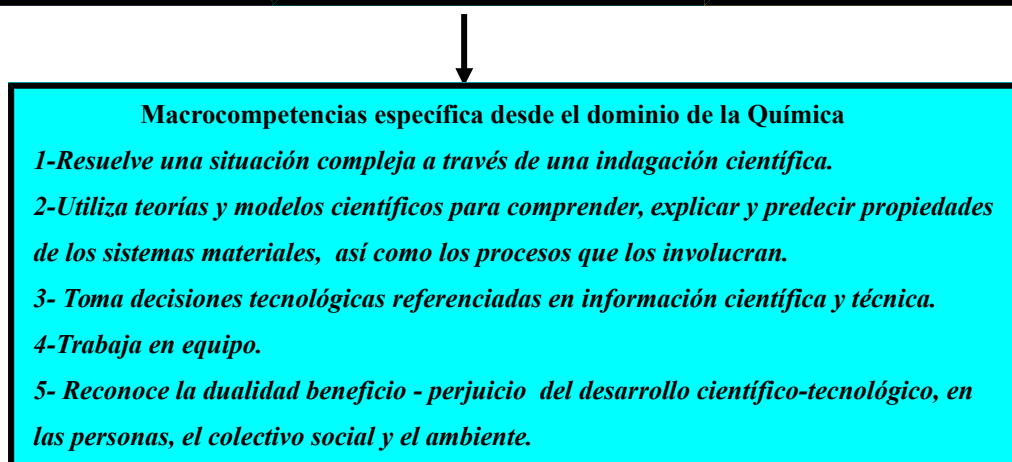 Macrocompetencias específica desde el dominio de la Química
1-Resuelve una situación compleja a través de una indagación científica.
2-Utiliza teorías y modelos científicos para comprender, explicar y predecir propiedades
de los sistemas materiales, así como los procesos que los involucran.
3- Toma decisiones tecnológicas referenciadas en información científica y técnica.
4-Trabaja en equipo.
5- Reconoce la dualidad beneficio - perjuicio del desarrollo científico-tecnológico, en
las personas, el colectivo social y el ambiente.